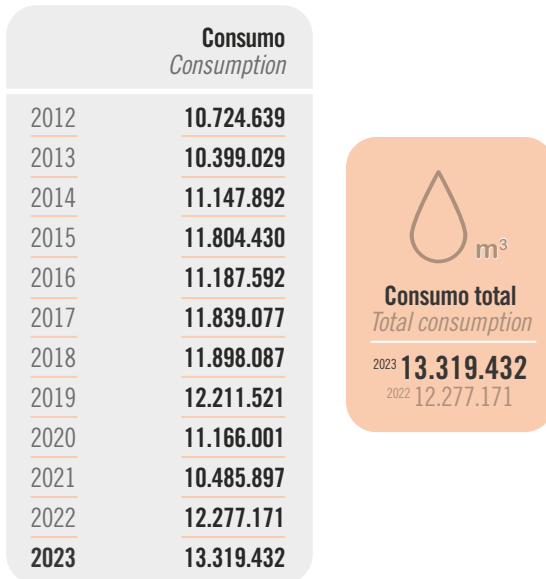 Consumo
Consumption
2012 10.724.639
2013 10.399.029
2014 11.147.892
2015 11.804.430
2016 11.187.592
2017 11.839.077
2018 11.898.087
2019 12.211.521
2020 11.166.001
2021 10.485.897
2022 12.277.171
2023 13.319.432
m³
Consumo total
Total consumption
2023 13.319.432
2022 12.277.171